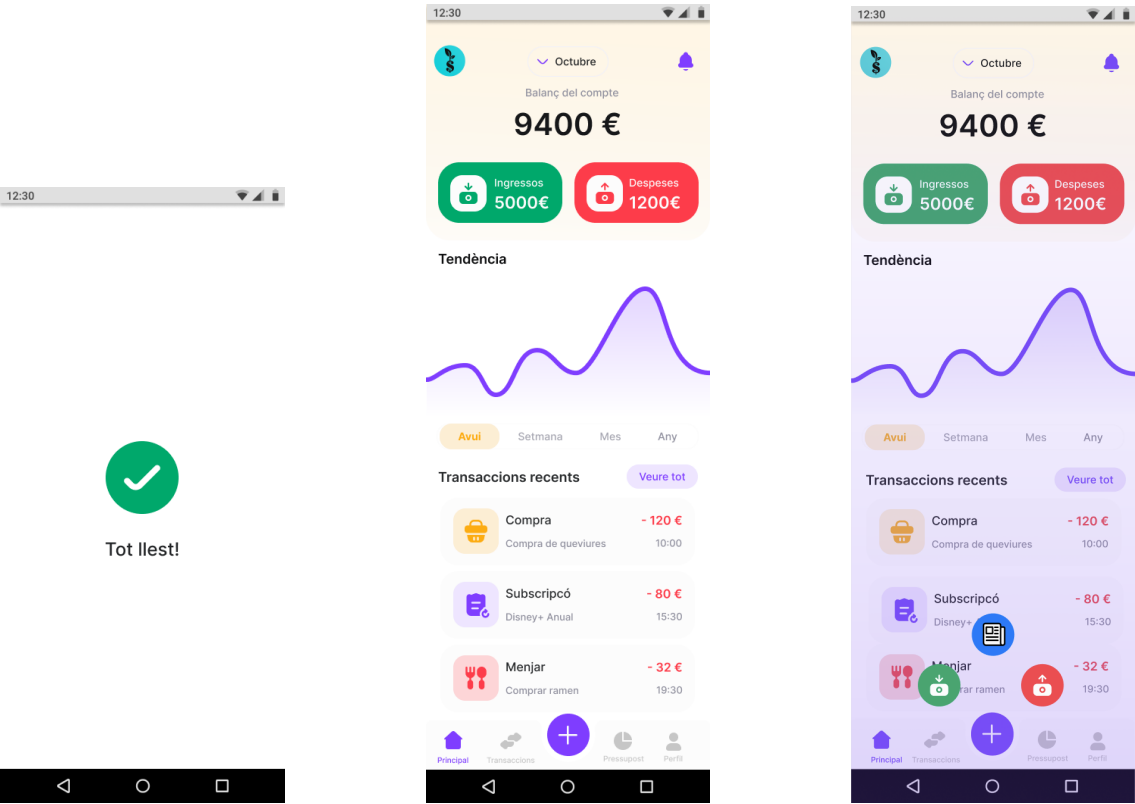 12:30
Tot llest!
12:30
Octubre
Balanç del compte
9400 €
Ingressos
5000€
Despeses
1200€
Tendència
Avui Setmana Mes Any
Transaccions recents Veure tot
Compra - 120 €
Compra de queviures 10:00
Subscripcó - 80 €
Disney+ Anual 15:30
Menjar - 32 €
Comprar ramen 19:30
Principal Transaccions Pressupost Perfil
12:30
Octubre
Balanç del compte
9400 €
Ingressos
5000€
Despeses
1200€
Tendència
Avui Setmana Mes Any
Transaccions recents Veure tot
Compra - 120 €
Compra de queviures 10:00
Subscripcó - 80 €
Disney+ 15:30
Menjar - 32 €
rar ramen 19:30
Principal Transaccions Pressupost Perfil